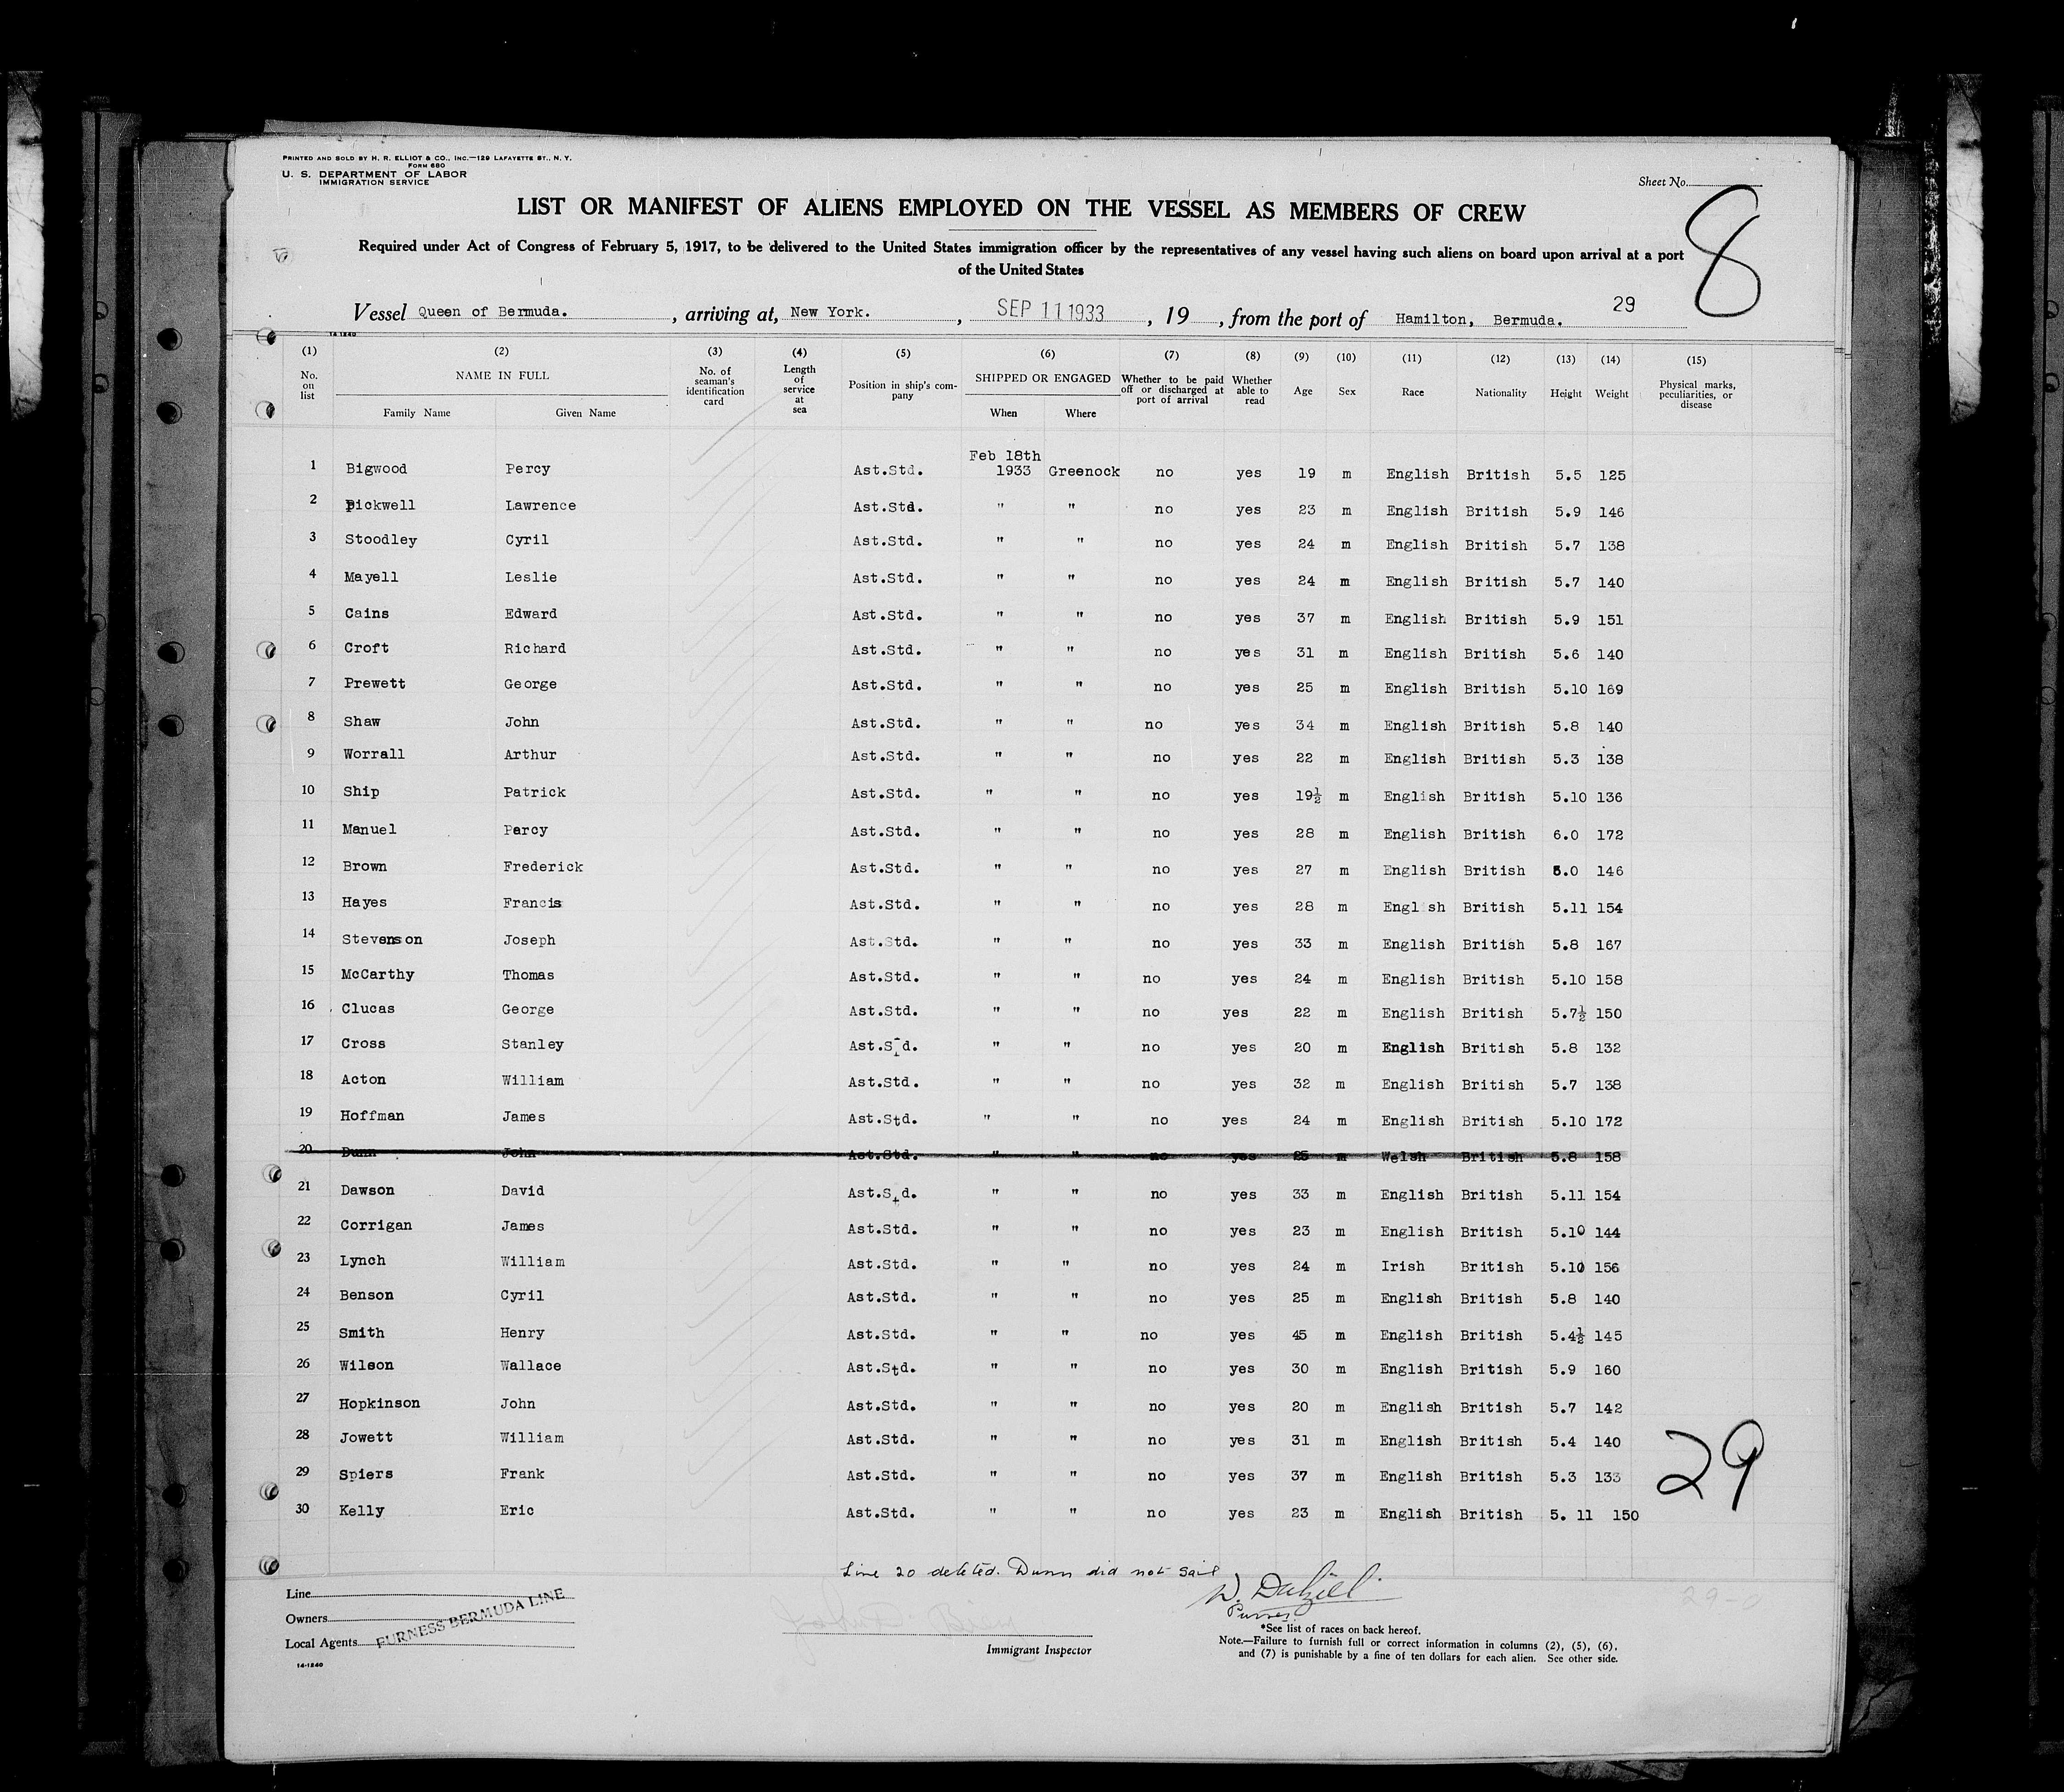 PRINTED AND SOLD BY H. R. ELLIOT & CO., INC.—129 LAFAYETTE ST., N. Y.
FORM 680
U. S. DEPARTMENT OF LABOR
IMMIGRATION SERVICE
Sheet No.
8
LIST OR MANIFEST OF ALIENS EMPLOYED ON THE VESSEL AS MEMBERS OF CREW
Required under Act of Congress of February 5, 1917, to be delivered to the United States immigration officer by the representatives of any vessel having such aliens on board upon arrival at a port
of the United States
29
Vessel Queen of Bermuda. , arriving at, New York. , SEP 11 1933 , 19 , from the port of Hamilton, Bermuda.
14-1240
(1) (2) (3) (4) (5) (6) (7) (8) (9) (10) (11) (12) (13) (14) (15)
No. on list NAME IN FULL Family Name Given Name No. of seaman's identification card Length of service at sea Position in ship's company SHIPPED OR ENGAGED When Where Whether to be paid off or discharged at port of arrival Whether able to read Age Sex Race Nationality Height Weight Physical marks, peculiarities, or disease
1 Bigwood Percy Ast.Std. Feb 18th 1933 Greenock no yes 19 m English British 5.5 125
2 Pickwell Lawrence Ast.Std. " " no yes 23 m English British 5.9 146
3 Stoodley Cyril Ast.Std. " " no yes 24 m English British 5.7 138
4 Mayell Leslie Ast.Std. " " no yes 24 m English British 5.7 140
5 Cains Edward Ast.Std. " " no yes 37 m English British 5.9 151
6 Croft Richard Ast.Std. " " no yes 31 m English British 5.6 140
7 Prewett George Ast.Std. " " no yes 25 m English British 5.10 169
8 Shaw John Ast.Std. " " no yes 34 m English British 5.8 140
9 Worrall Arthur Ast.Std. " " no yes 22 m English British 5.3 138
10 Ship Patrick Ast.Std. " " no yes 19½ m English British 5.10 136
11 Manuel Percy Ast.Std. " " no yes 28 m English British 6.0 172
12 Brown Frederick Ast.Std. " " no yes 27 m English British 6.0 146
13 Hayes Francis Ast.Std. " " no yes 28 m English British 5.11 154
14 Stevenson Joseph Ast.Std. " " no yes 33 m English British 5.8 167
15 McCarthy Thomas Ast.Std. " " no yes 24 m English British 5.10 158
16 Clucas George Ast.Std. " " no yes 22 m English British 5.7½ 150
17 Cross Stanley Ast.Std. " " no yes 20 m English British 5.8 132
18 Acton William Ast.Std. " " no yes 32 m English British 5.7 138
19 Hoffman James Ast.Std. " " no yes 24 m English British 5.10 172
20 Dunn John Ast.Std. " " no yes 25 m Welsh British 5.8 158
21 Dawson David Ast.Std. " " no yes 33 m English British 5.11 154
22 Corrigan James Ast.Std. " " no yes 23 m English British 5.10 144
23 Lynch William Ast.Std. " " no yes 24 m Irish British 5.10 156
24 Benson Cyril Ast.Std. " " no yes 25 m English British 5.8 140
25 Smith Henry Ast.Std. " " no yes 45 m English British 5.4½ 145
26 Wilson Wallace Ast.Std. " " no yes 30 m English British 5.9 160
27 Hopkinson John Ast.Std. " " no yes 20 m English British 5.7 142
28 Jowett William Ast.Std. " " no yes 31 m English British 5.4 140
29 Spiers Frank Ast.Std. " " no yes 37 m English British 5.3 133
30 Kelly Eric Ast.Std. " " no yes 23 m English British 5. 11 150
29
Line 20 deleted. Dunn did not sail
Purser
Line
Owners
Local Agents
FURNESS BERMUDA LINE
14-1240
Immigrant Inspector
*See list of races on back hereof.
Note.—Failure to furnish full or correct information in columns (2), (5), (6),
and (7) is punishable by a fine of ten dollars for each alien. See other side.